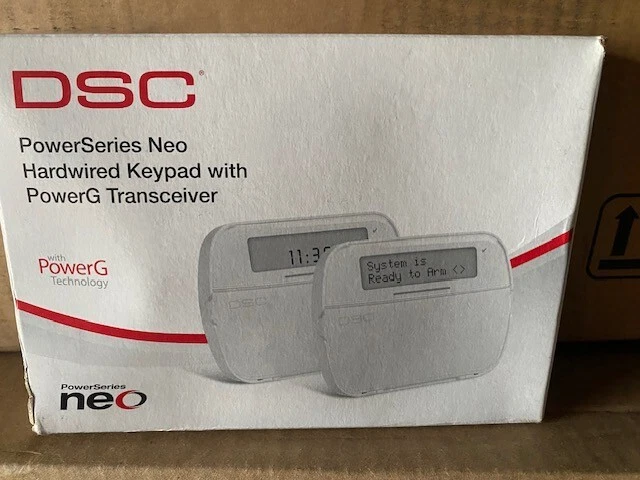 DSC
PowerSeries Neo
Hardwired Keypad with
PowerG Transceiver
with
PowerG
Technology
11:3
DSC
System is
Ready to Arm <>
DSC
PowerSeries
neo